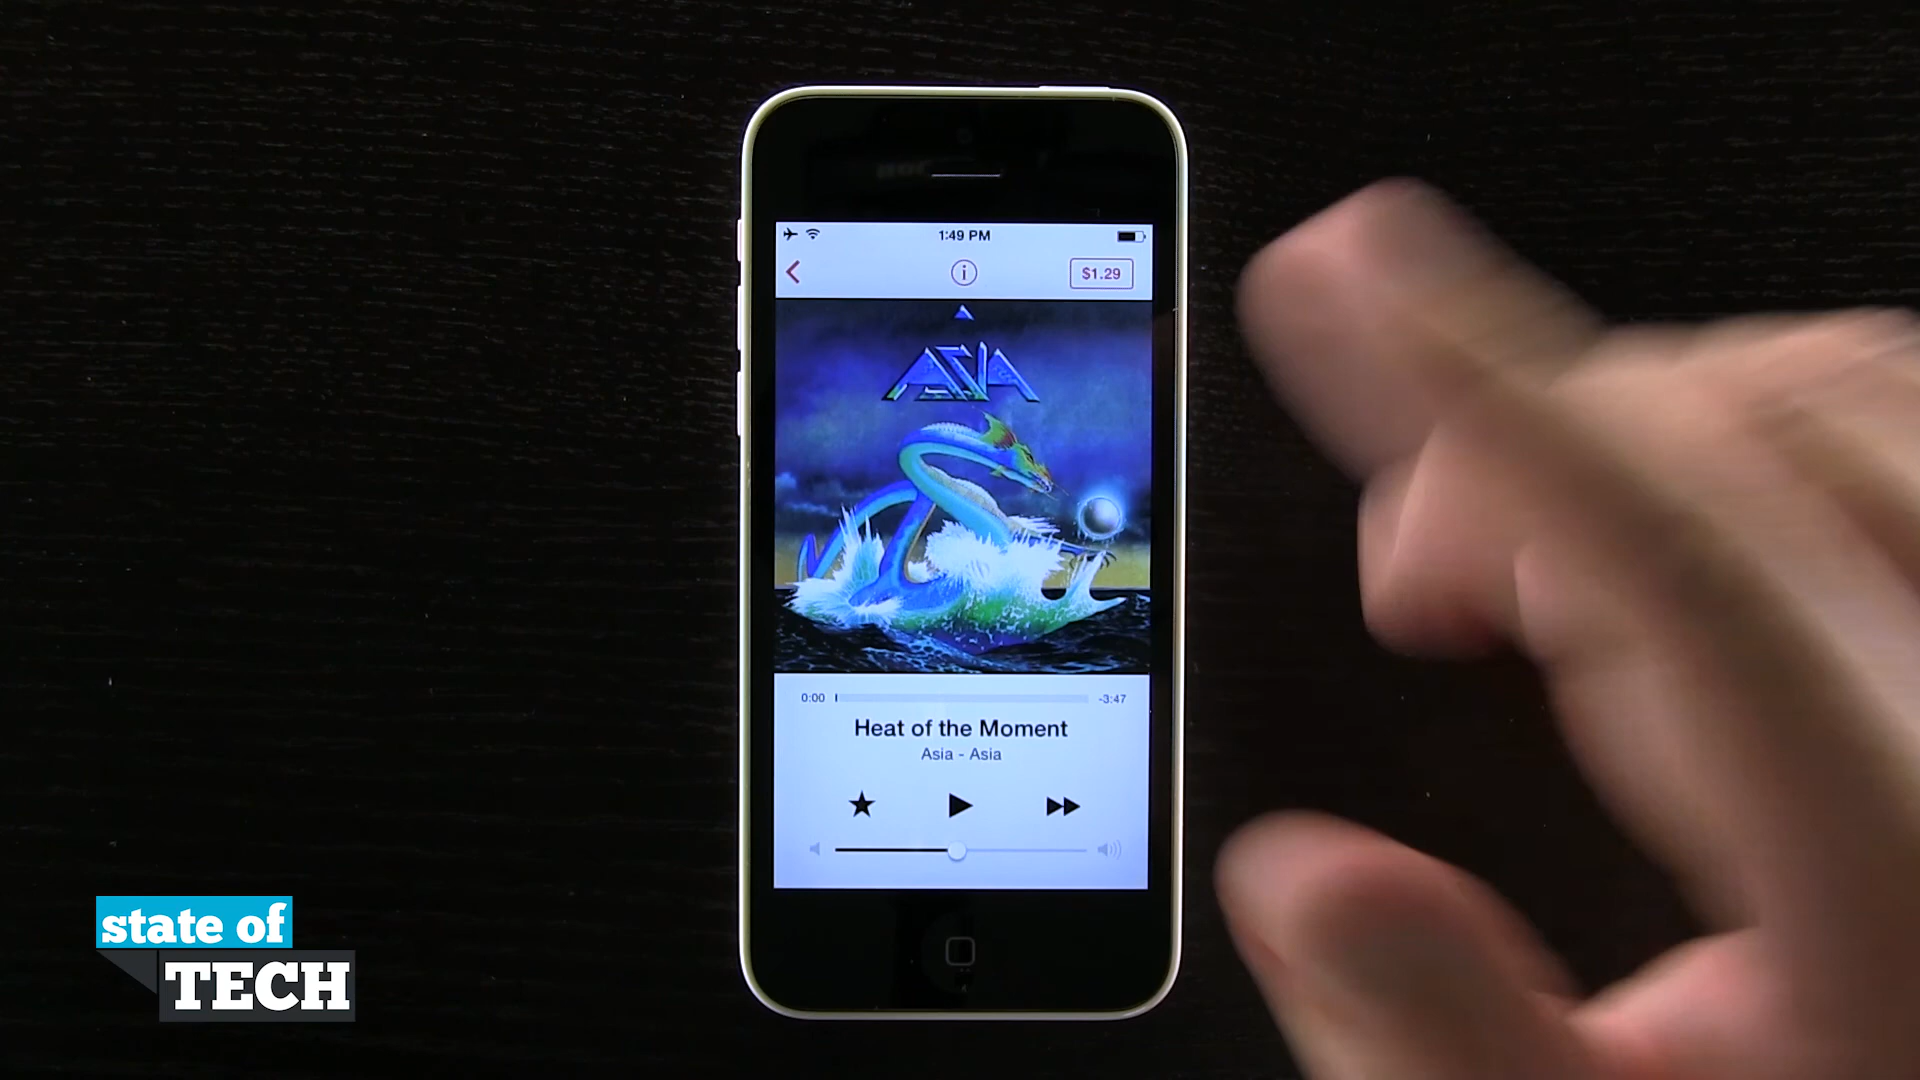 1:49 PM
$1.29
ASIA
0:00
-3:47
Heat of the Moment
Asia - Asia
state of
TECH